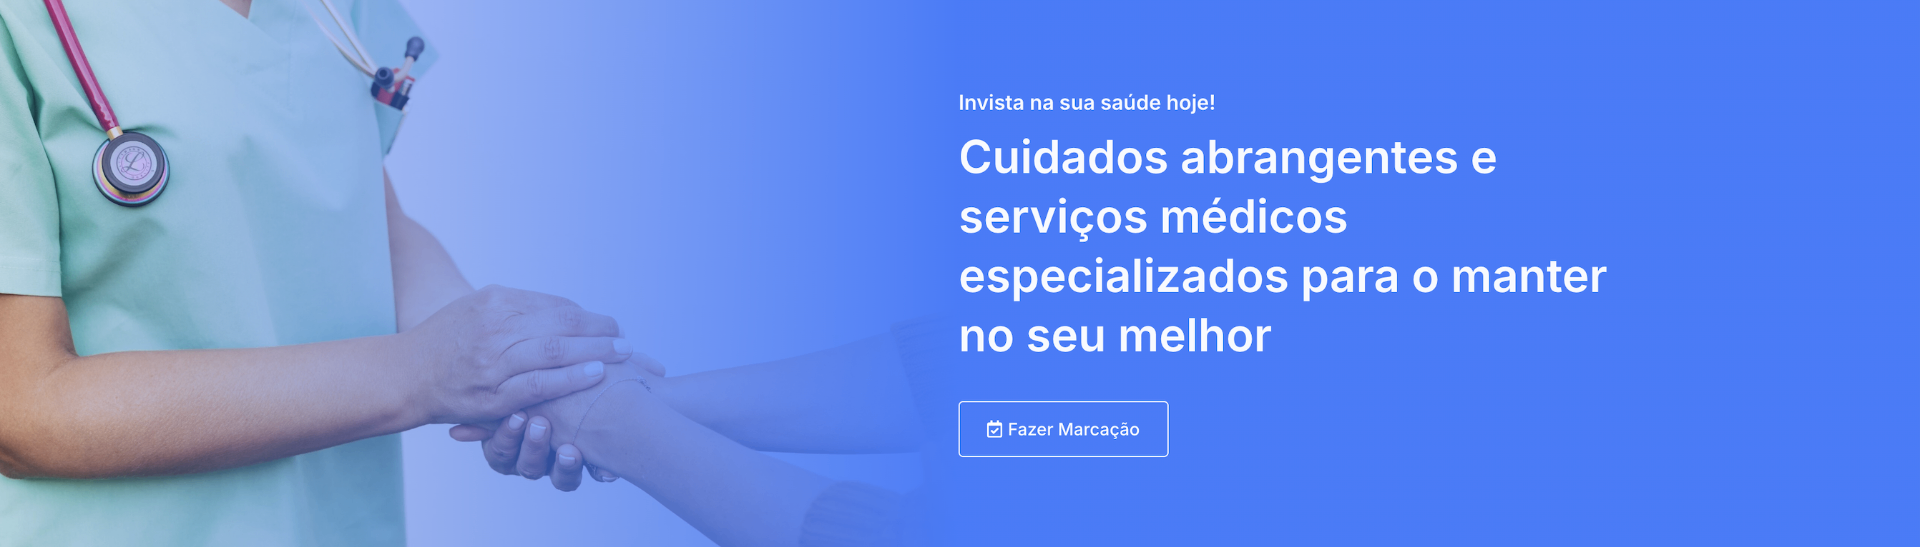 Invista na sua saúde hoje!
Cuidados abrangentes e
serviços médicos
especializados para o manter
no seu melhor
Fazer Marcação